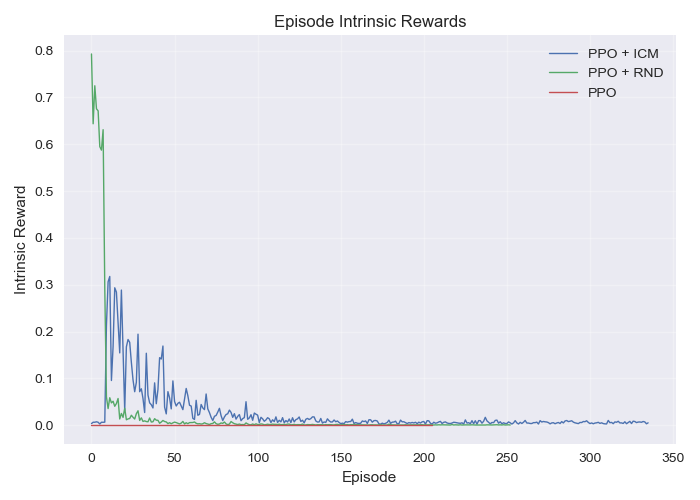 Episode Intrinsic Rewards
PPO + ICM
PPO + RND
PPO
0.8
0.7
0.6
0.5
0.4
0.3
0.2
0.1
0.0
Intrinsic Reward
0 50 100 150 200 250 300 350
Episode